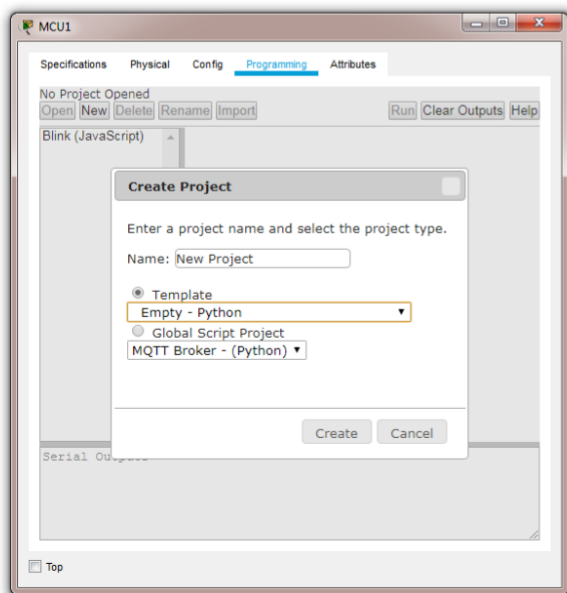 MCU1
Specifications Physical Config Programming Attributes
No Project Opened
Open New Delete Rename Import Run Clear Outputs Help
Blink (JavaScript)
Create Project
Enter a project name and select the project type.
Name: New Project
Template
Empty - Python
Global Script Project
MQTT Broker - (Python)
Create Cancel
Serial Outputs
Top